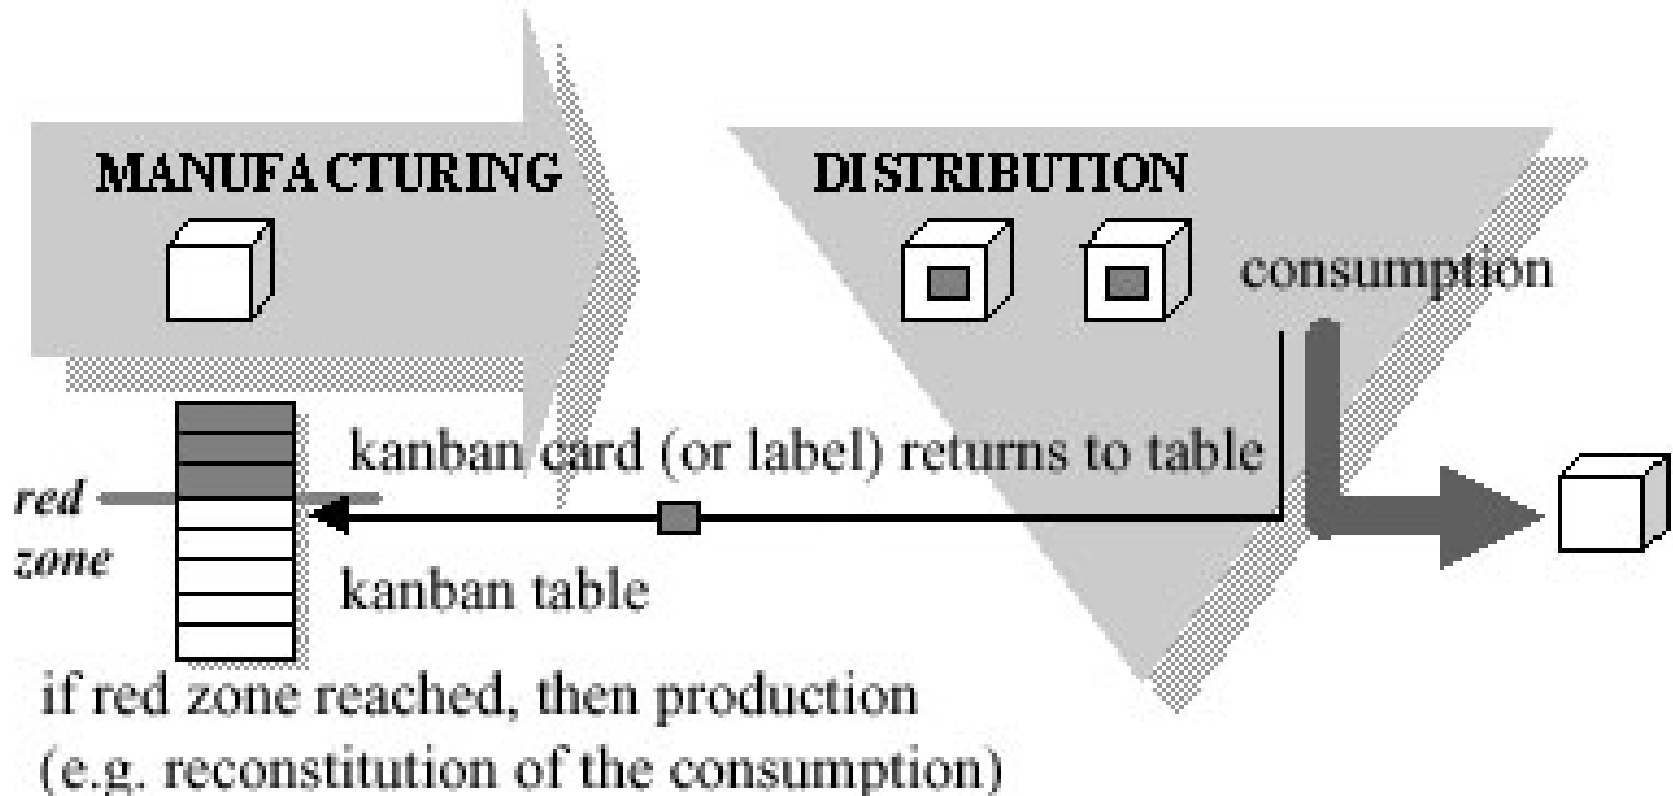 MANUFACTURING
DISTRIBUTION
consumption
kanban card (or label) returns to table
red
zone
kanban table
if red zone reached, then production
(e.g. reconstitution of the consumption)